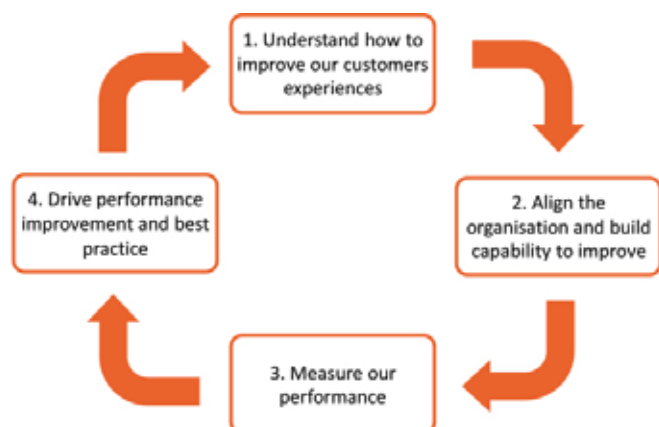 1. Understand how to
improve our customers
experiences
2. Align the
organisation and build
capability to improve
3. Measure our
performance
4. Drive performance
improvement and best
practice